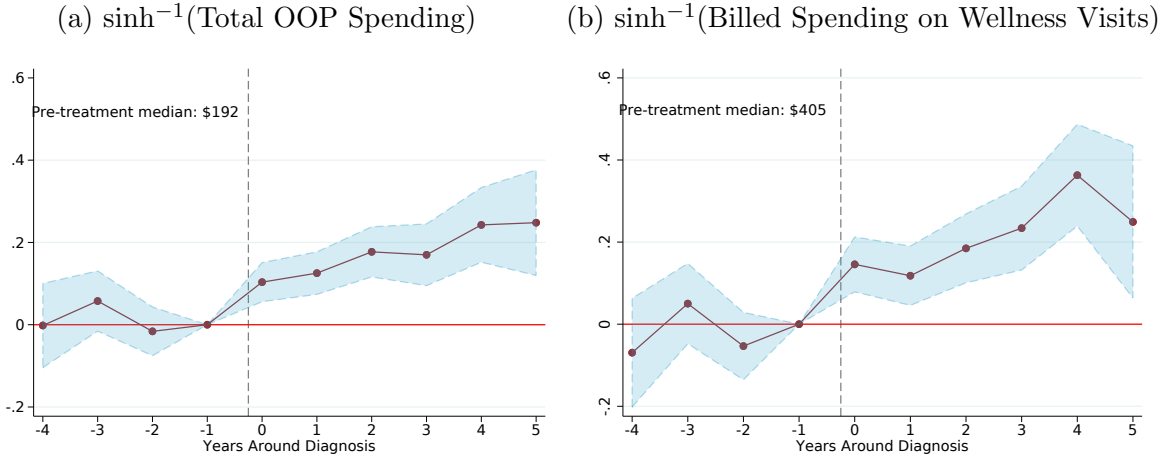 (a) sinh⁻¹(Total OOP Spending)
.6
.4
.2
0
-.2
Pre-treatment median: $192
-4 -3 -2 -1 0 1 2 3 4 5
Years Around Diagnosis
(b) sinh⁻¹(Billed Spending on Wellness Visits)
.6
.4
.2
0
-.2
Pre-treatment median: $405
-4 -3 -2 -1 0 1 2 3 4 5
Years Around Diagnosis